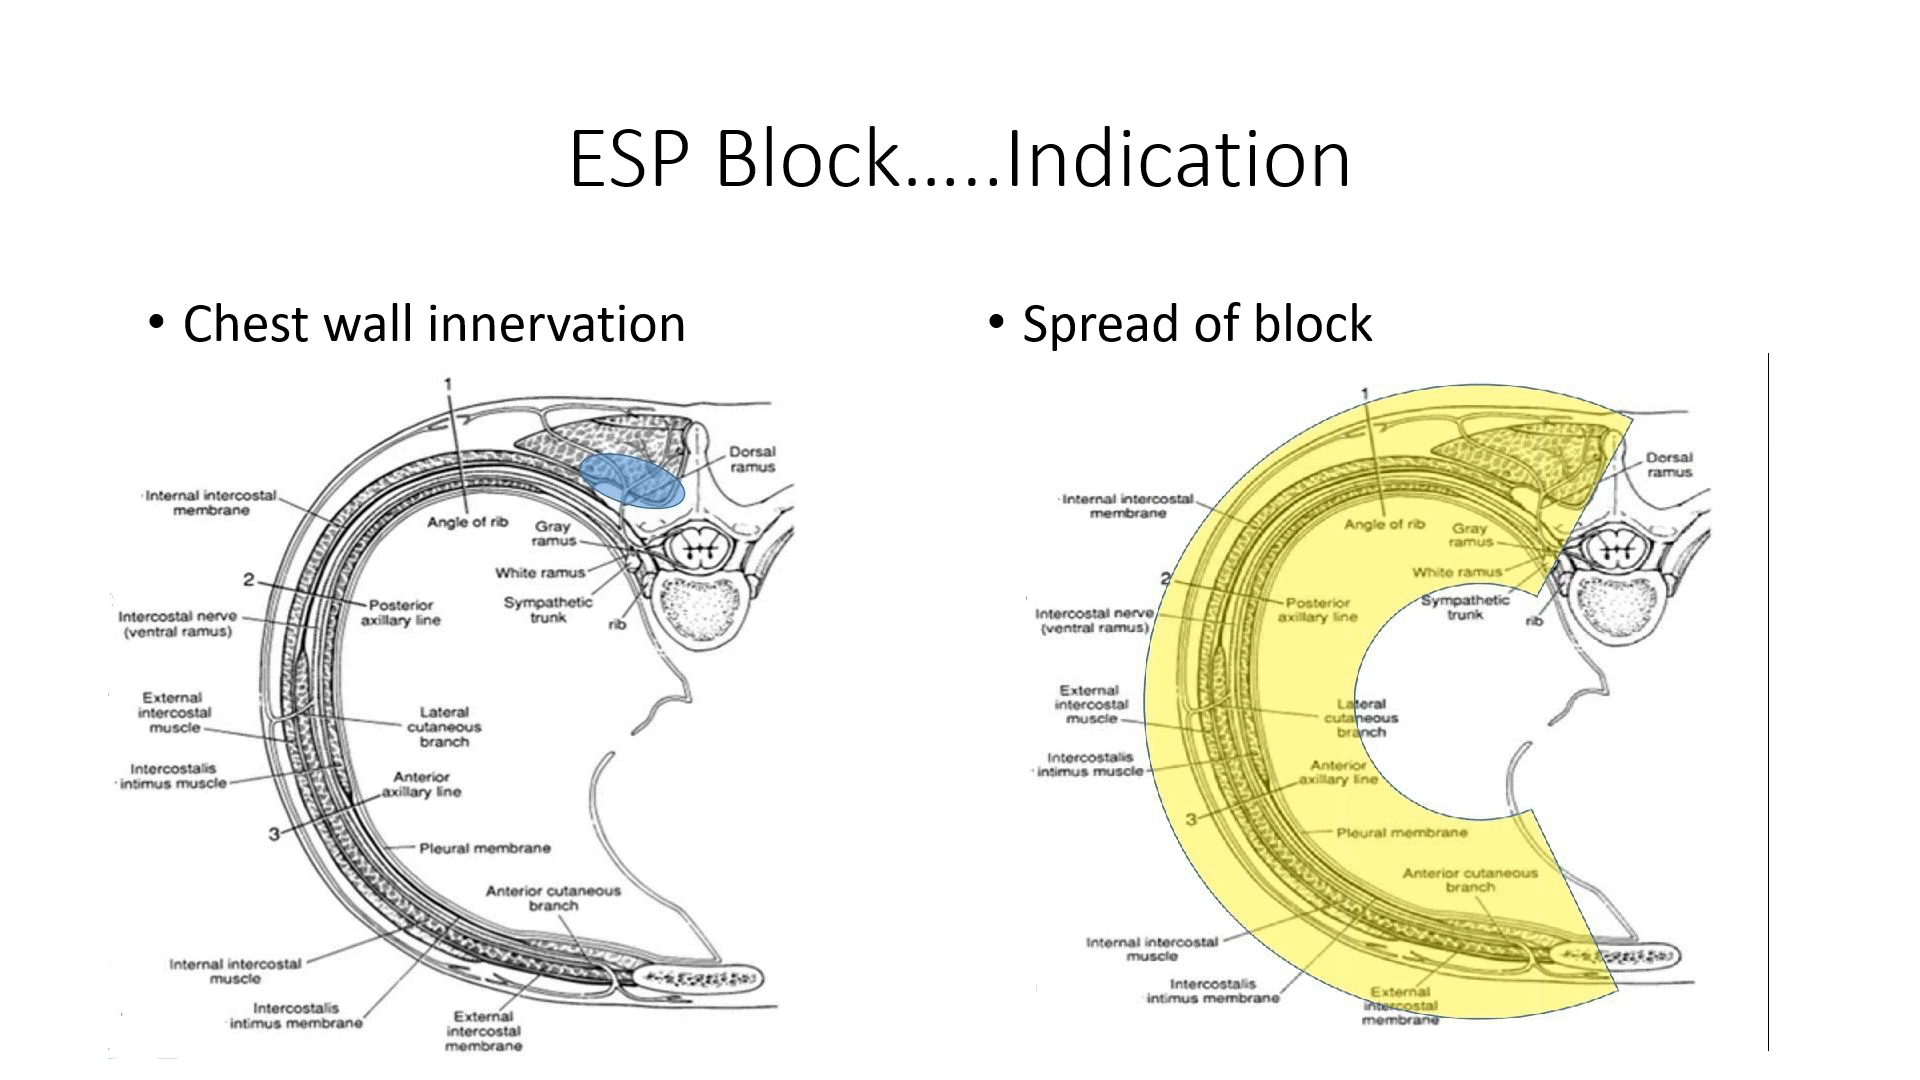 ESP Block…..Indication
• Chest wall innervation
1
Dorsal
ramus
Internal intercostal
membrane
Angle of rib
Gray
ramus
White ramus
2
Posterior
axillary line
Sympathetic
trunk
rib
Intercostal nerve
(ventral ramus)
External
intercostal
muscle
Lateral
cutaneous
branch
Intercostalis
intimus muscle
Anterior
axillary line
3
Pleural membrane
Anterior cutaneous
branch
Internal intercostal
muscle
Intercostalis
intimus membrane
External
intercostal
membrane
• Spread of block
1
Dorsal
ramus
Internal intercostal
membrane
Angle of rib
Gray
ramus
White ramus
2
Posterior
axillary line
Sympathetic
trunk
rib
Intercostal nerve
(ventral ramus)
External
intercostal
muscle
Lateral
cutaneous
branch
Intercostalis
intimus muscle
Anterior
axillary line
3
Pleural membrane
Anterior cutaneous
branch
Internal intercostal
muscle
Intercostalis
intimus membrane
External
intercostal
membrane